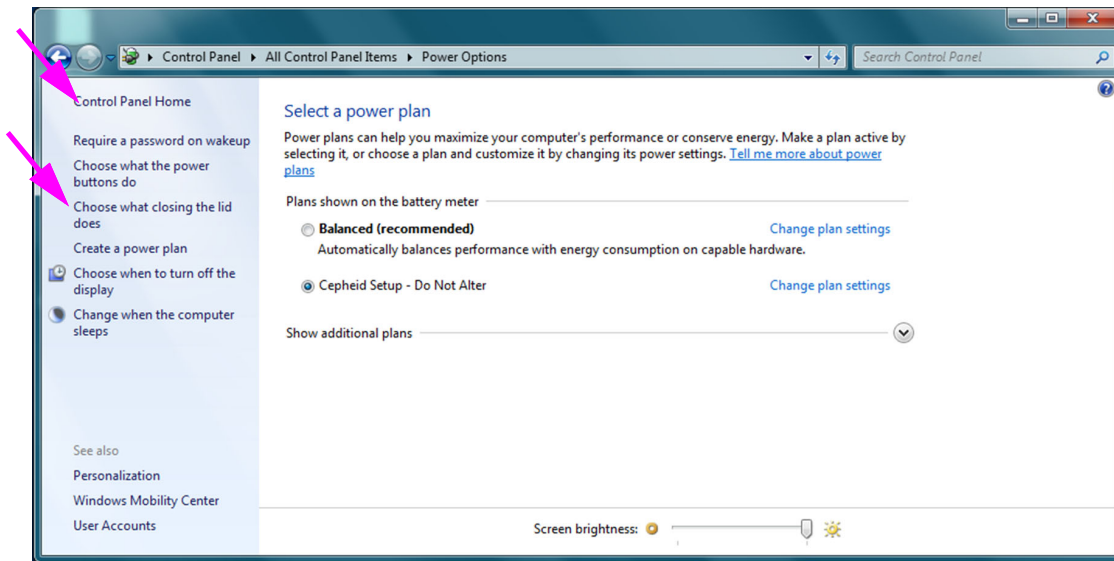 Control Panel All Control Panel Items Power Options Search Control Panel
Control Panel Home
Require a password on wakeup
Choose what the power
buttons do
Choose what closing the lid
does
Create a power plan
Choose when to turn off the
display
Change when the computer
sleeps
See also
Personalization
Windows Mobility Center
User Accounts
Select a power plan
Power plans can help you maximize your computer's performance or conserve energy. Make a plan active by
selecting it, or choose a plan and customize it by changing its power settings. Tell me more about power
plans
Plans shown on the battery meter
Balanced (recommended) Change plan settings
Automatically balances performance with energy consumption on capable hardware.
Cepheid Setup - Do Not Alter Change plan settings
Show additional plans
Screen brightness: